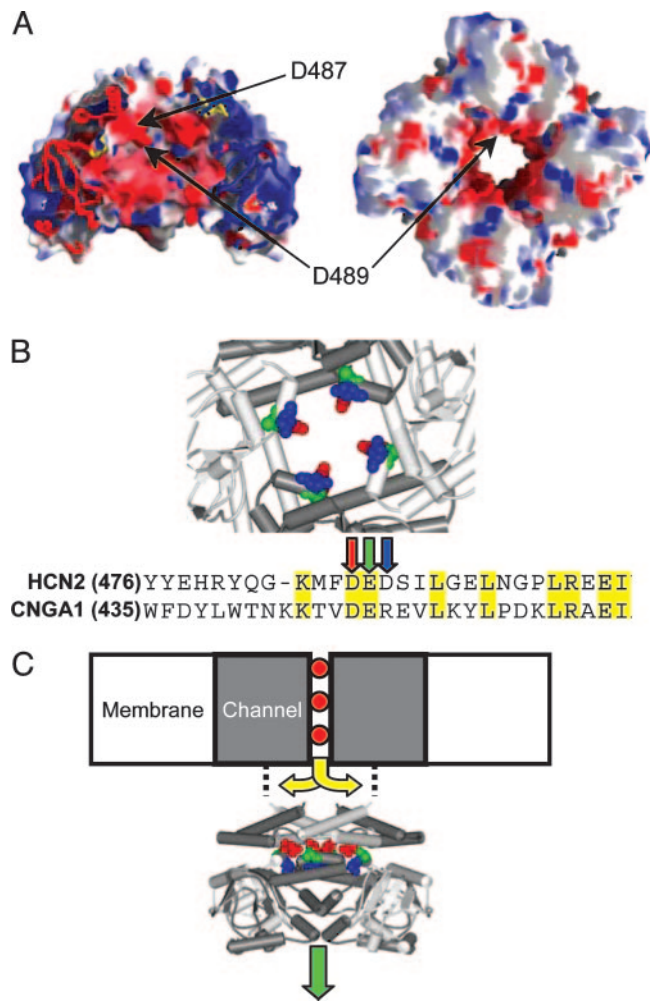 A
D487
D489
B
HCN2 (476) YYEHRYQG-KMFDEDSILGELNGPLREEI
CNGA1 (435) WFDYLWTNKKTVDEREVLKYLPDKLRAEI
C
Membrane
Channel